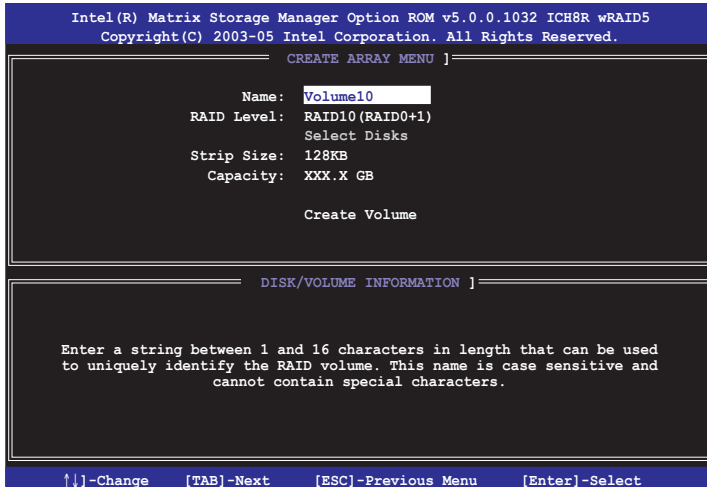 Intel(R) Matrix Storage Manager Option ROM v5.0.0.1032 ICH8R wRAID5
Copyright(C) 2003-05 Intel Corporation. All Rights Reserved.
CREATE ARRAY MENU ]
Name: Volume10
RAID Level: RAID10(RAID0+1)
Select Disks
Strip Size: 128KB
Capacity: XXX.X GB
Create Volume
DISK/VOLUME INFORMATION ]
Enter a string between 1 and 16 characters in length that can be used
to uniquely identify the RAID volume. This name is case sensitive and
cannot contain special characters.
↑↓]-Change [TAB]-Next [ESC]-Previous Menu [Enter]-Select